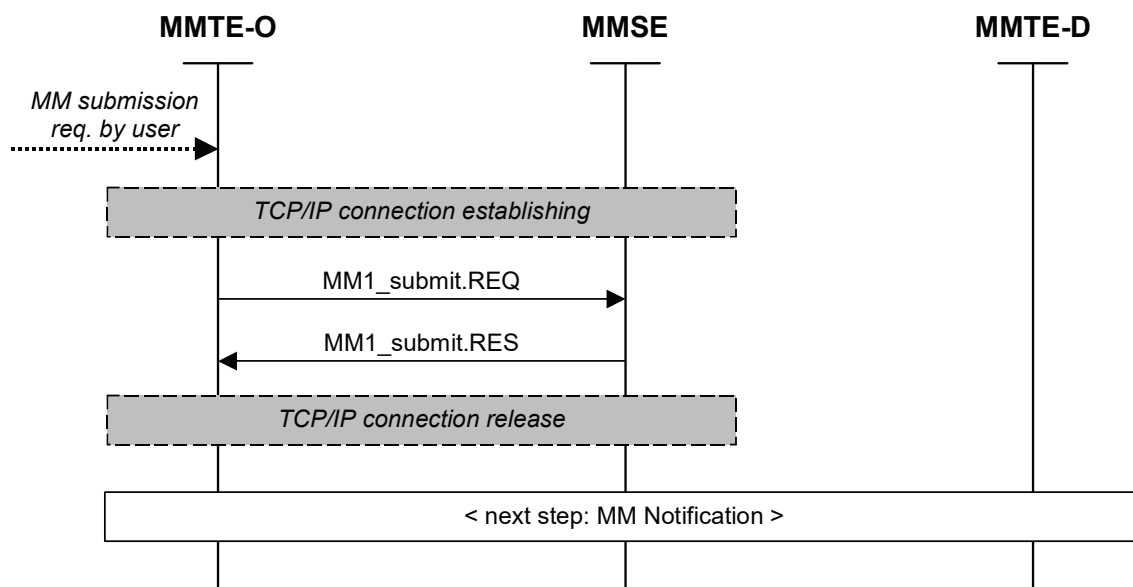 MMTE-O MMSE MMTE-D
MM submission
req. by user
TCP/IP connection establishing
MM1_submit.REQ
MM1_submit.RES
TCP/IP connection release
< next step: MM Notification >